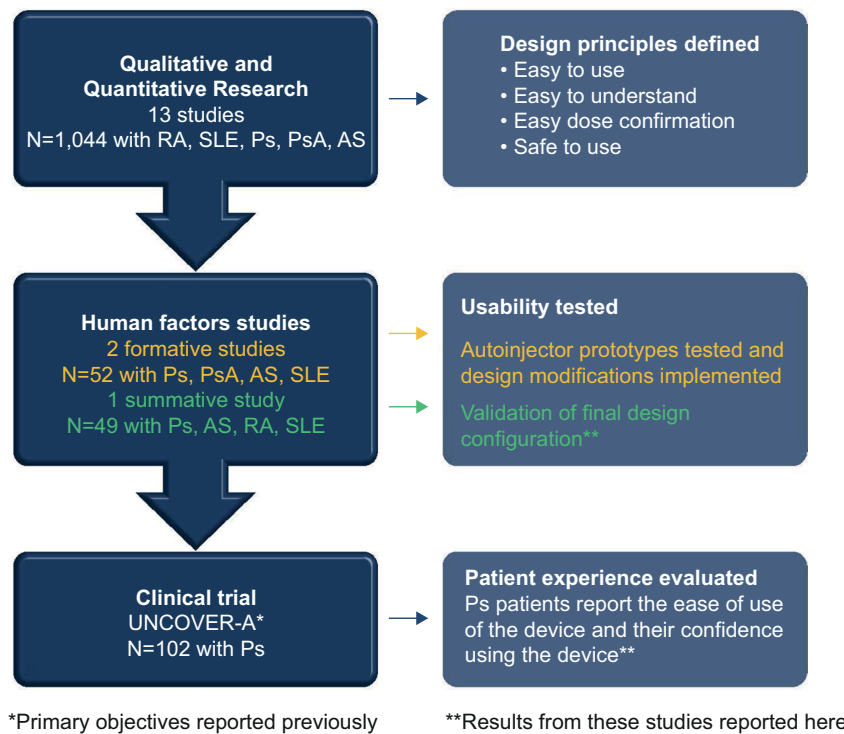 Qualitative and
Quantitative Research
13 studies
N=1,044 with RA, SLE, Ps, PsA, AS
Design principles defined
• Easy to use
• Easy to understand
• Easy dose confirmation
• Safe to use
Human factors studies
2 formative studies
N=52 with Ps, PsA, AS, SLE
1 summative study
N=49 with Ps, AS, RA, SLE
Usability tested
Autoinjector prototypes tested and
design modifications implemented
Validation of final design
configuration**
Clinical trial
UNCOVER-A*
N=102 with Ps
Patient experience evaluated
Ps patients report the ease of use
of the device and their confidence
using the device**
*Primary objectives reported previously
**Results from these studies reported here